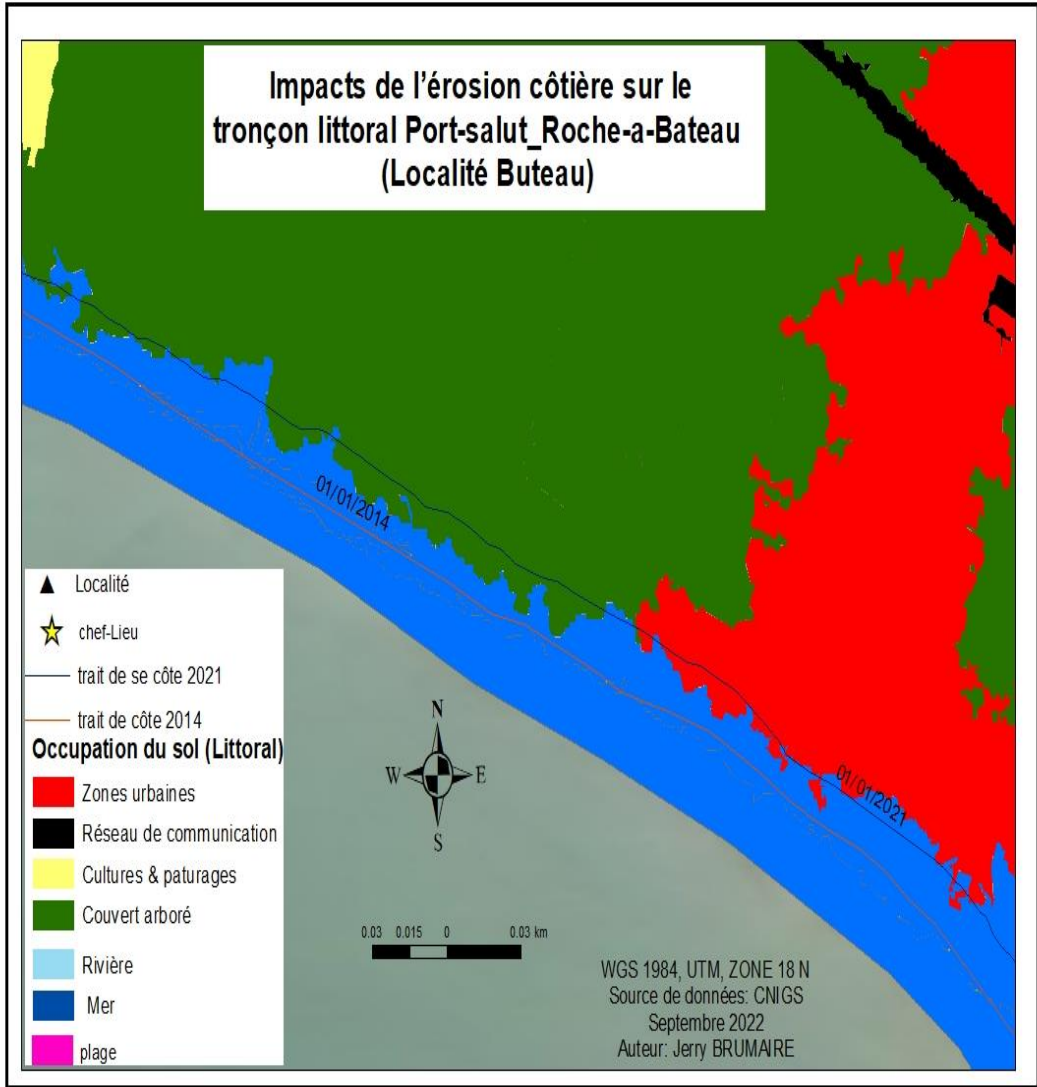 Impacts de l'érosion côtière sur le
tronçon littoral Port-salut_Roche-a-Bateau
(Localité Buteau)
01/01/2014
01/01/2021
Localité
chef-Lieu
trait de se côte 2021
trait de côte 2014
Occupation du sol (Littoral)
Zones urbaines
Réseau de communication
Cultures & paturages
Couvert arboré
Rivière
Mer
plage
N
W E
S
0.03 0.015 0 0.03 km
WGS 1984, UTM, ZONE 18 N
Source de données: CNIGS
Septembre 2022
Auteur: Jerry BRUMAIRE